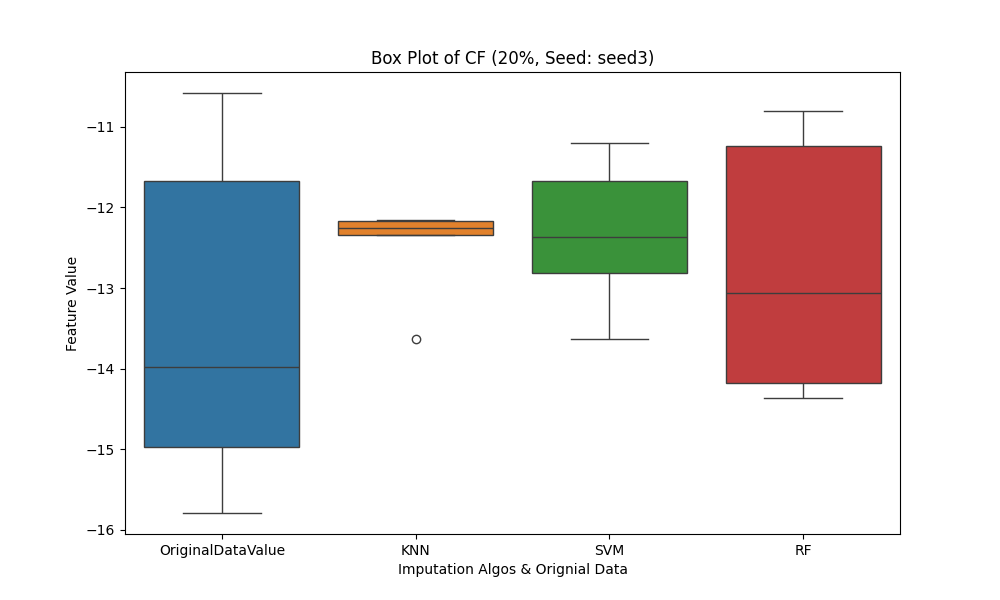 Box Plot of CF (20%, Seed: seed3)
Feature Value
−11
−12
−13
−14
−15
−16
OriginalDataValue
KNN
SVM
RF
Imputation Algos & Orignial Data